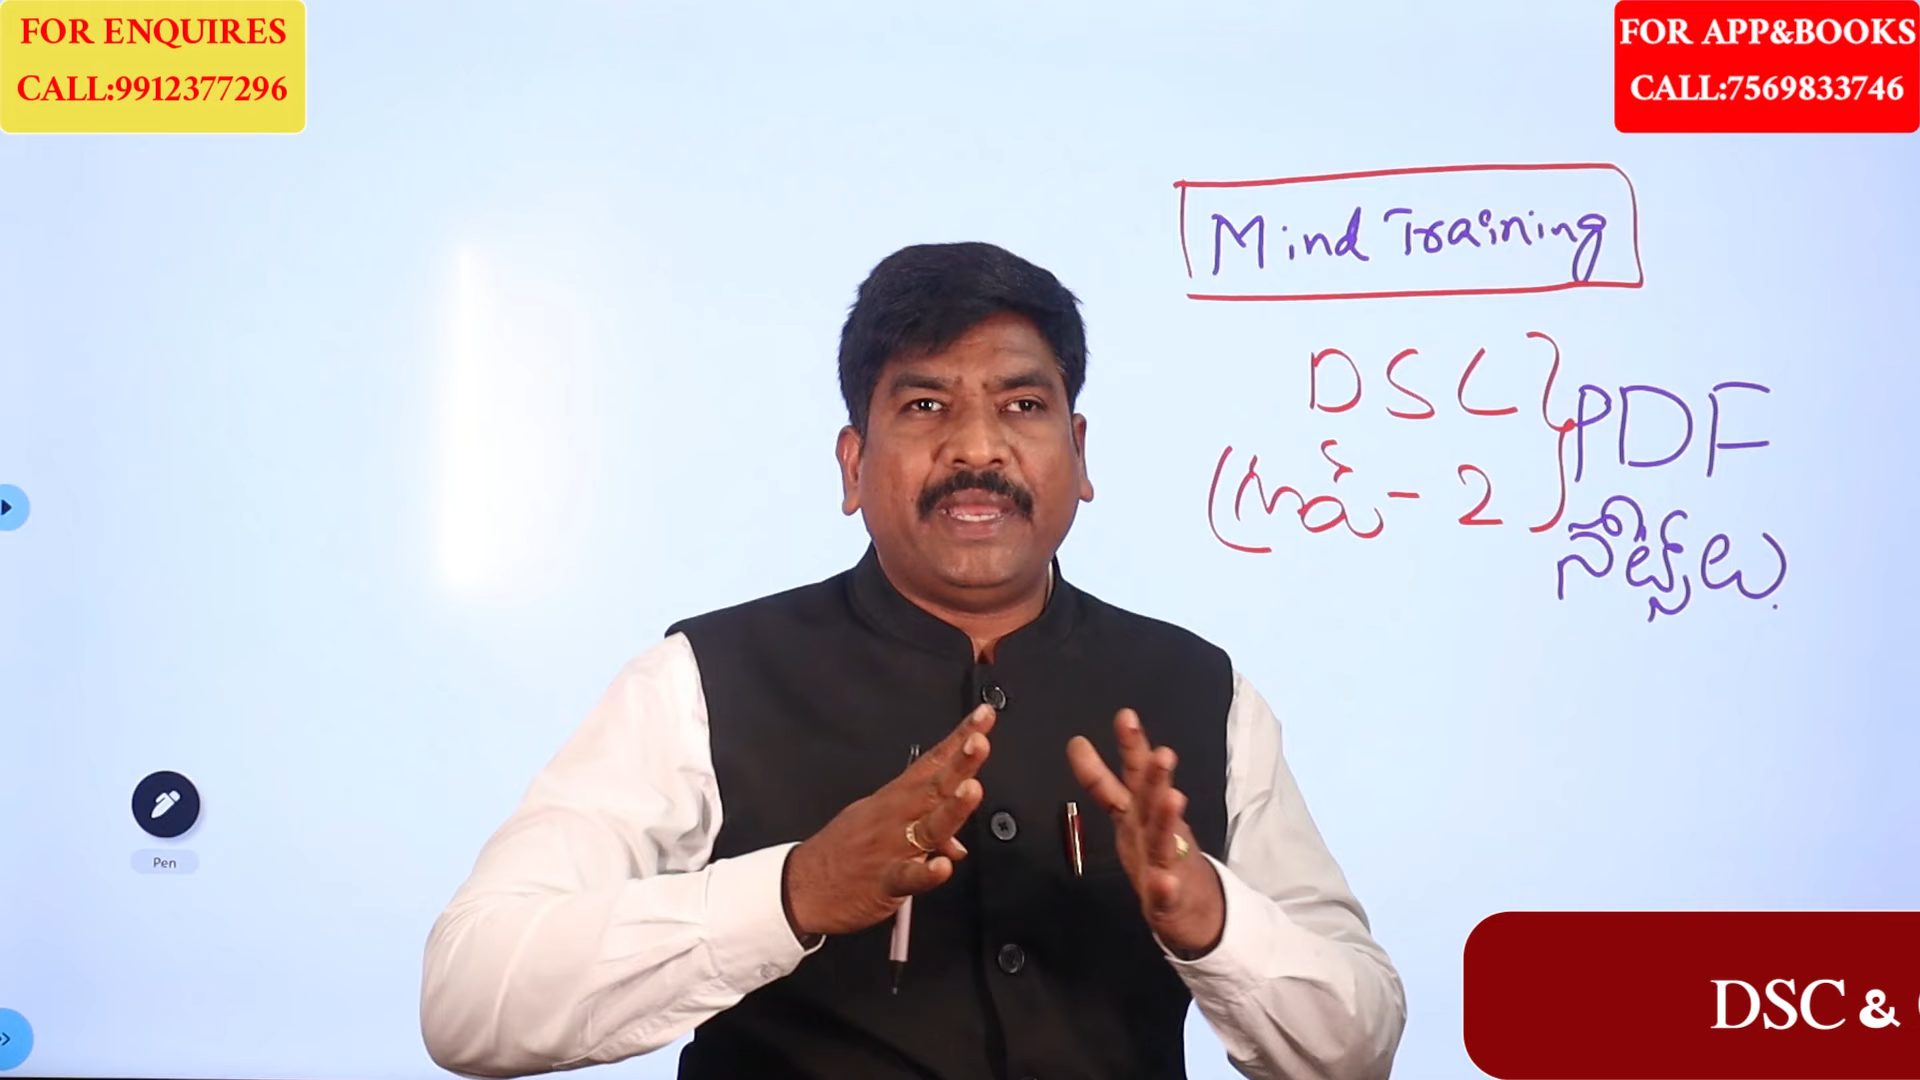 FOR ENQUIRES
CALL:9912377296
FOR APP&BOOKS
CALL:7569833746
Mind Training
DSC
గ్రూప్ - 2
PDF
నోట్స్‌లు
Pen
DSC &